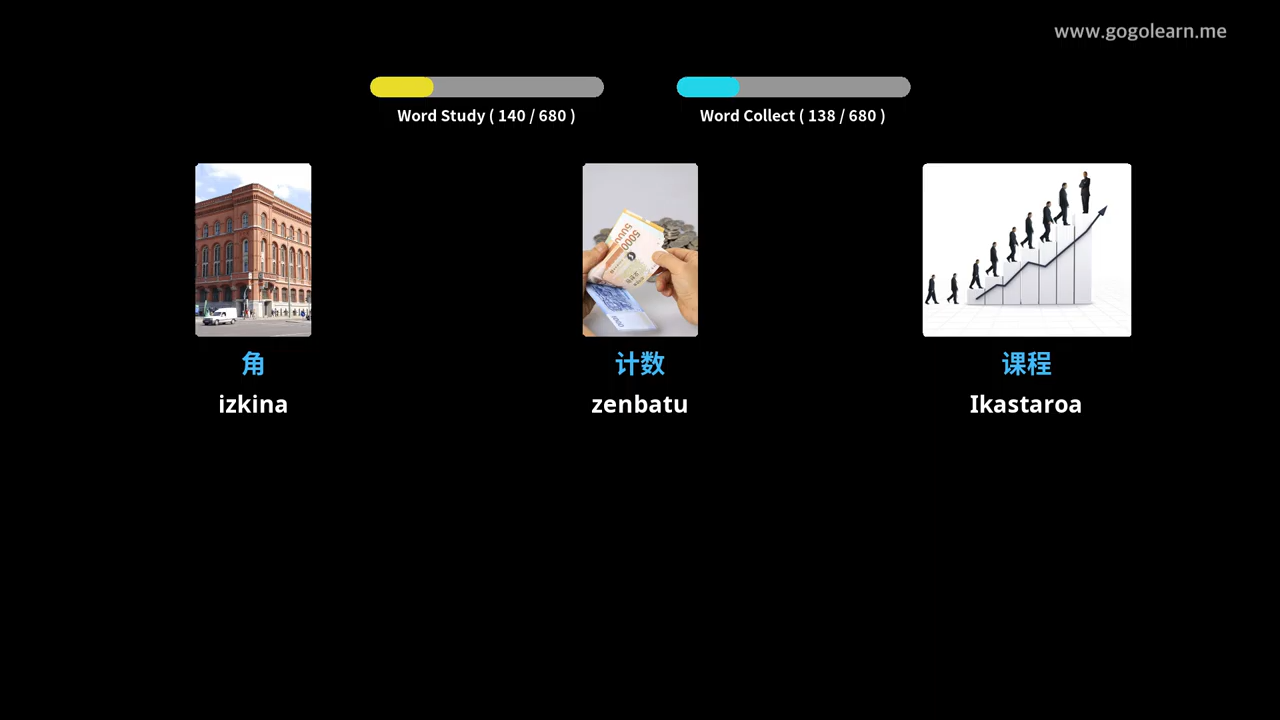 www.gogolearn.me
Word Study ( 140 / 680 )
Word Collect ( 138 / 680 )
5000
角
计数
课程
izkina
zenbatu
Ikastaroa